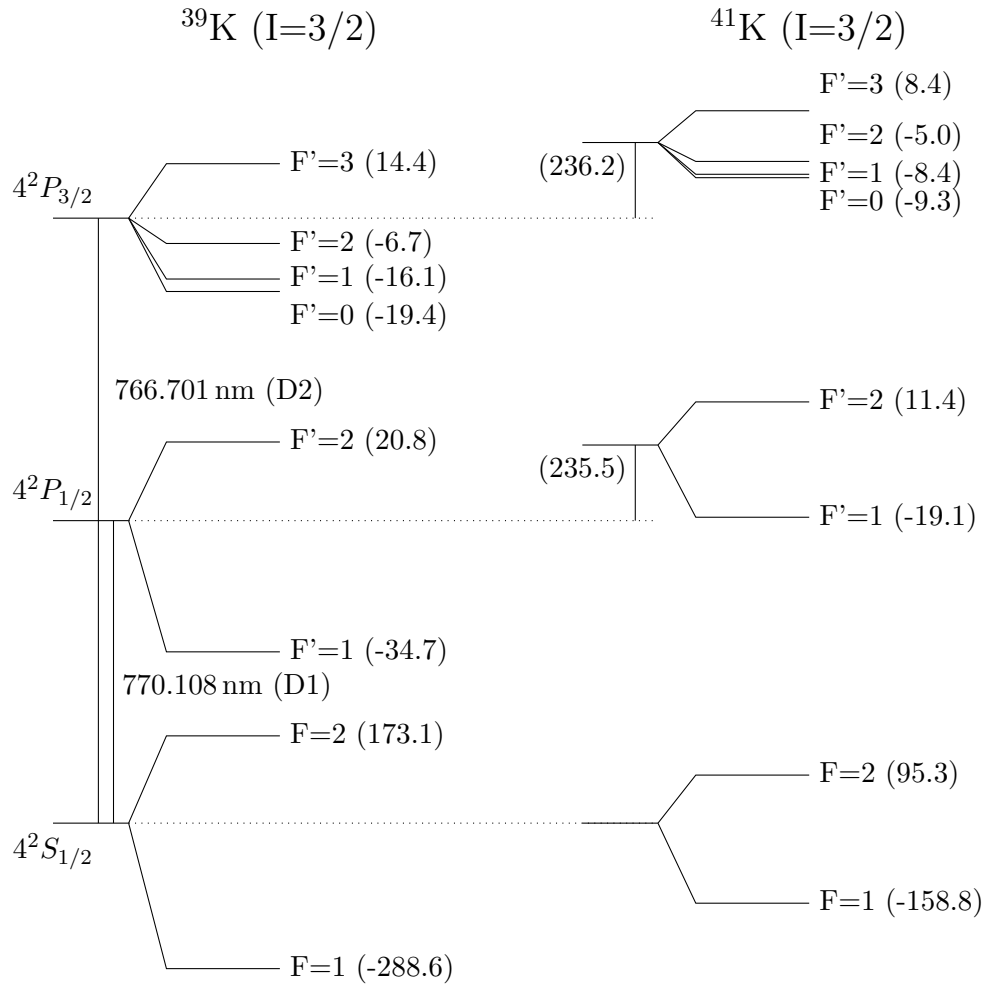 ³⁹K (I=3/2)
⁴¹K (I=3/2)
F'=3 (8.4)
F'=2 (-5.0)
F'=1 (-8.4)
F'=0 (-9.3)
(236.2)
4²P₃/₂
F'=3 (14.4)
F'=2 (-6.7)
F'=1 (-16.1)
F'=0 (-19.4)
766.701 nm (D2)
F'=2 (20.8)
F'=2 (11.4)
(235.5)
4²P₁/₂
F'=1 (-19.1)
F'=1 (-34.7)
770.108 nm (D1)
F=2 (173.1)
F=2 (95.3)
4²S₁/₂
F=1 (-158.8)
F=1 (-288.6)